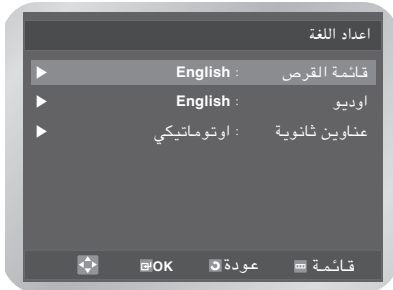 اعداد اللغة
قائمة القرص : English
اوديو : English
عناوين ثانوية : اوتوماتيكي
قائمة عودة OK